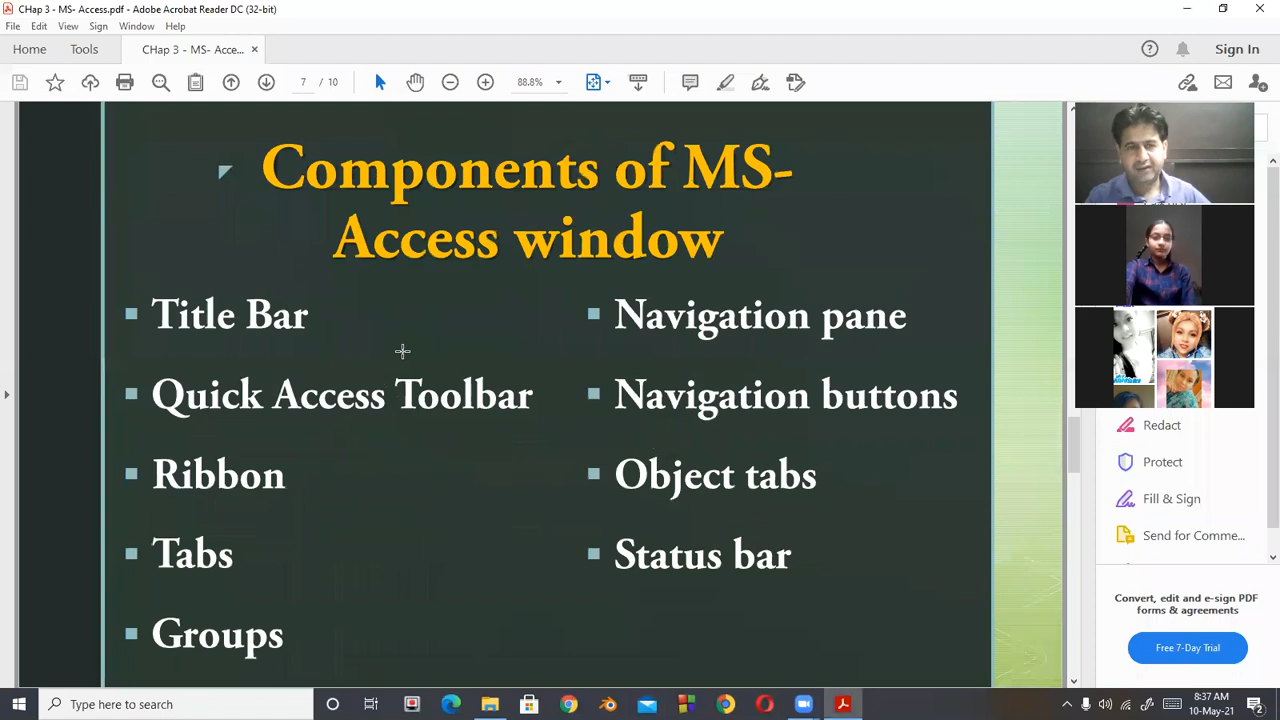 CHap 3 - MS- Access.pdf - Adobe Acrobat Reader DC (32-bit)
File Edit View Sign Window Help
Home Tools CHap 3 - MS- Acce... × Sign In
7 / 10 88.8%
Components of MS-
Access window
Title Bar
Quick Access Toolbar
Ribbon
Tabs
Groups
Navigation pane
Navigation buttons
Object tabs
Status bar
Redact
Protect
Fill & Sign
Send for Comme...
Convert, edit and e-sign PDF
forms & agreements
Free 7-Day Trial
Type here to search
8:37 AM
ENG
10-May-21